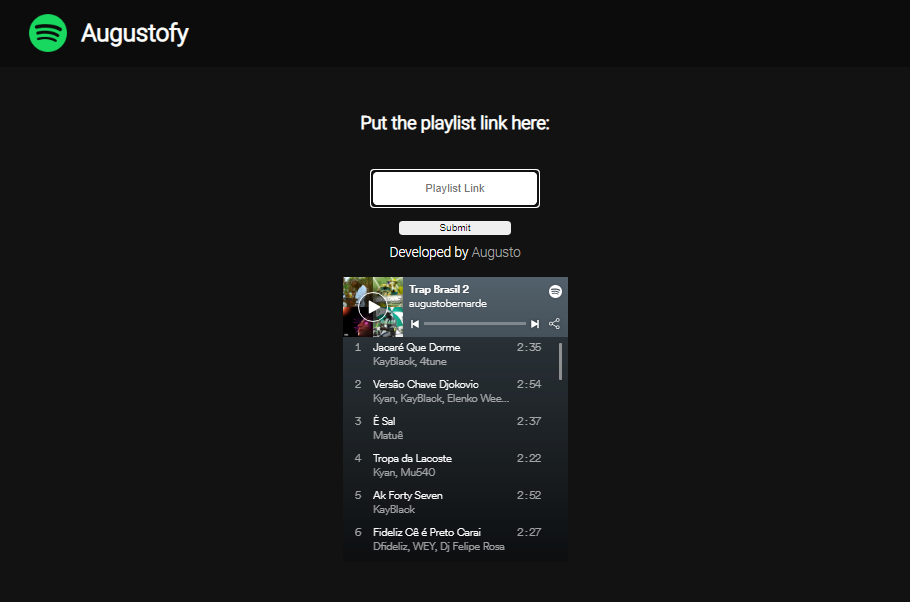 Augustofy
Put the playlist link here:
Playlist Link
Submit
Developed by Augusto
Trap Brasil 2
augustobernarde
1 Jacaré Que Dorme 2:35
KayBlack, 4tune
2 Versão Chave Djokovic 2:54
Kyan, KayBlack, Elenko Wee...
3 É Sal 2:37
Matuê
4 Tropa da Lacoste 2:22
Kyan, Mu540
5 Ak Forty Seven 2:52
KayBlack
6 Fideliz Cê é Preto Carai 2:27
Dfideliz, WEY, Dj Felipe Rosa